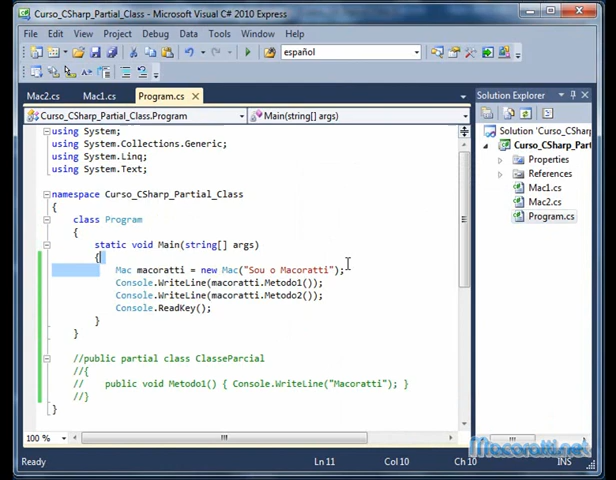 Curso_CSharp_Partial_Class - Microsoft Visual C# 2010 Express
File Edit View Project Debug Data Tools Window Help
español
Mac2.cs Mac1.cs Program.cs
Solution Explorer
Curso_CSharp_Partial_Class.Program Main(string[] args)
using System;
using System.Collections.Generic;
using System.Linq;
using System.Text;
namespace Curso_CSharp_Partial_Class
{
class Program
{
static void Main(string[] args)
{
Mac macoratti = new Mac("Sou o Macoratti");
Console.WriteLine(macoratti.Metodo1());
Console.WriteLine(macoratti.Metodo2());
Console.ReadKey();
}
}
//public partial class ClasseParcial
//{
// public void Metodo1() { Console.WriteLine("Macoratti"); }
//}
}
Solution 'Curso_CSharp
Curso_CSharp_Part
Properties
References
Mac1.cs
Mac2.cs
Program.cs
100 %
Macoratti.net
Ready Ln 11 Col 10 Ch 10 INS